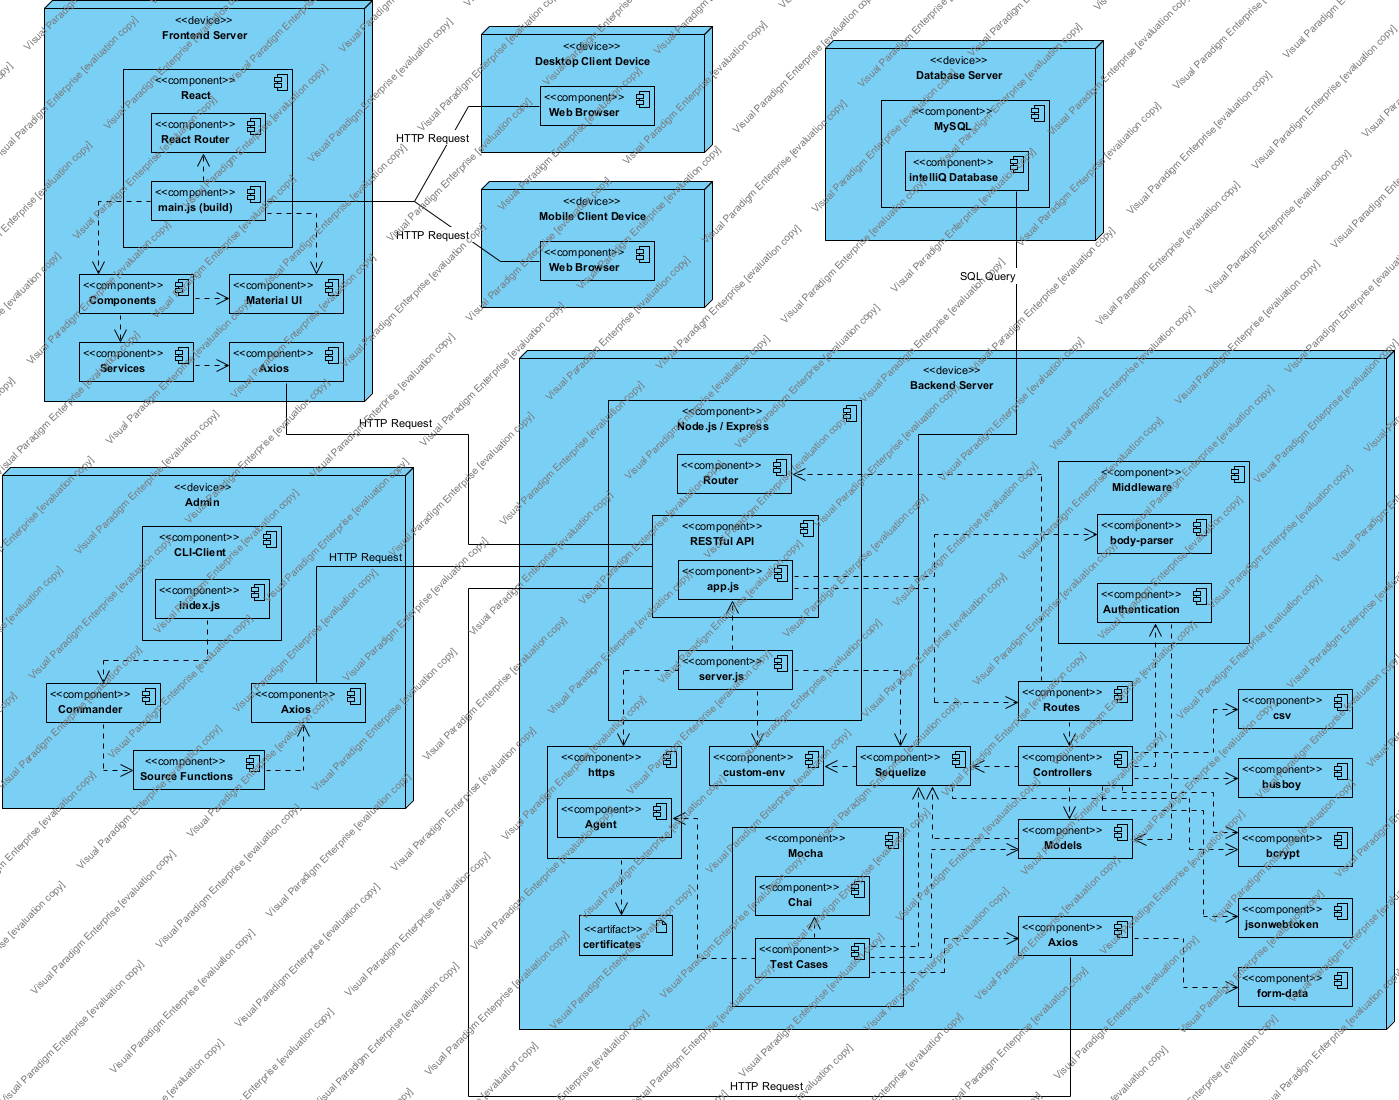 <<device>>
Frontend Server
<<component>>
React
<<component>>
React Router
<<component>>
main.js (build)
<<component>>
Components
<<component>>
Material UI
<<component>>
Services
<<component>>
Axios
<<device>>
Desktop Client Device
<<component>>
Web Browser
HTTP Request
<<device>>
Mobile Client Device
<<component>>
Web Browser
HTTP Request
<<device>>
Database Server
<<component>>
MySQL
<<component>>
intelliQ Database
SQL Query
HTTP Request
<<device>>
Admin
<<component>>
CLI-Client
<<component>>
index.js
<<component>>
Commander
<<component>>
Axios
<<component>>
Source Functions
HTTP Request
<<device>>
Backend Server
<<component>>
Node.js / Express
<<component>>
Router
<<component>>
RESTful API
<<component>>
app.js
<<component>>
server.js
<<component>>
Middleware
<<component>>
body-parser
<<component>>
Authentication
<<component>>
Routes
<<component>>
csv
<<component>>
https
<<component>>
Agent
<<component>>
custom-env
<<component>>
Sequelize
<<component>>
Controllers
<<component>>
busboy
<<component>>
Mocha
<<component>>
Chai
<<component>>
Test Cases
<<component>>
Models
<<component>>
bcrypt
<<artifact>>
certificates
<<component>>
Axios
<<component>>
jsonwebtoken
<<component>>
form-data
HTTP Request
Visual Paradigm Enterprise [evaluation copy]